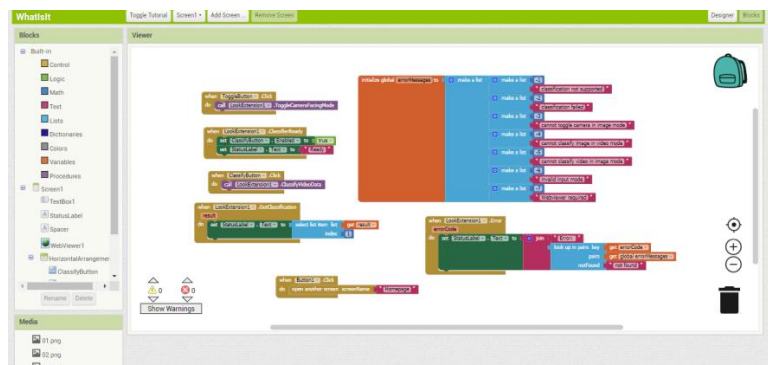 WhatsIt
Toggle Tutorial Screen1 Add Screen ... Remove Screen Designer Blocks
Blocks Viewer
Built-in
Control
Logic
Math
Text
Lists
Dictionaries
Colors
Variables
Procedures
Screen1
TextBox1
StatusLabel
Spacer
WebViewer1
HorizontalArrangeme
ClassifyButton
Rename Delete
Media
01.png
02.png
when ToggleButton .Click
do call LookExtension1 .ToggleCameraFacingMode
when LookExtension1 .ClassifierReady
do set ClassifyButton . Enabled to true
set StatusLabel . Text to " Ready "
when ClassifyButton .Click
do call LookExtension1 .ClassifyVideoData
when LookExtension1 .GotClassification
result
do set StatusLabel . Text to select list item list get result
index 1
when Button1 .Click
do open another screen screenName " Homepage "
initialize global errorMessages to make a list make a list -1
" classification not supported "
make a list -2
" classification failed "
make a list -3
" cannot toggle camera in image mode "
make a list -4
" cannot classify image in video mode "
make a list -5
" cannot classify video in image mode "
make a list -6
" invalid input mode "
make a list
" WebViewer required "
when LookExtension1 .Error
errorCode
do set StatusLabel . Text to join " Error: "
look up in pairs key get errorCode
pairs get global errorMessages
notFound " not found "
0 0
Show Warnings